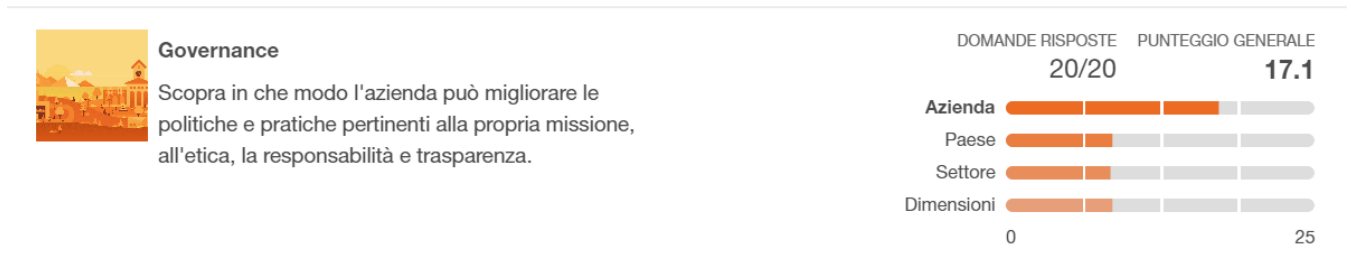 Governance
Scopra in che modo l'azienda può migliorare le
politiche e pratiche pertinenti alla propria missione,
all'etica, la responsabilità e trasparenza.
DOMANDE RISPOSTE PUNTEGGIO GENERALE
20/20 17.1
Azienda
Paese
Settore
Dimensioni
0 25